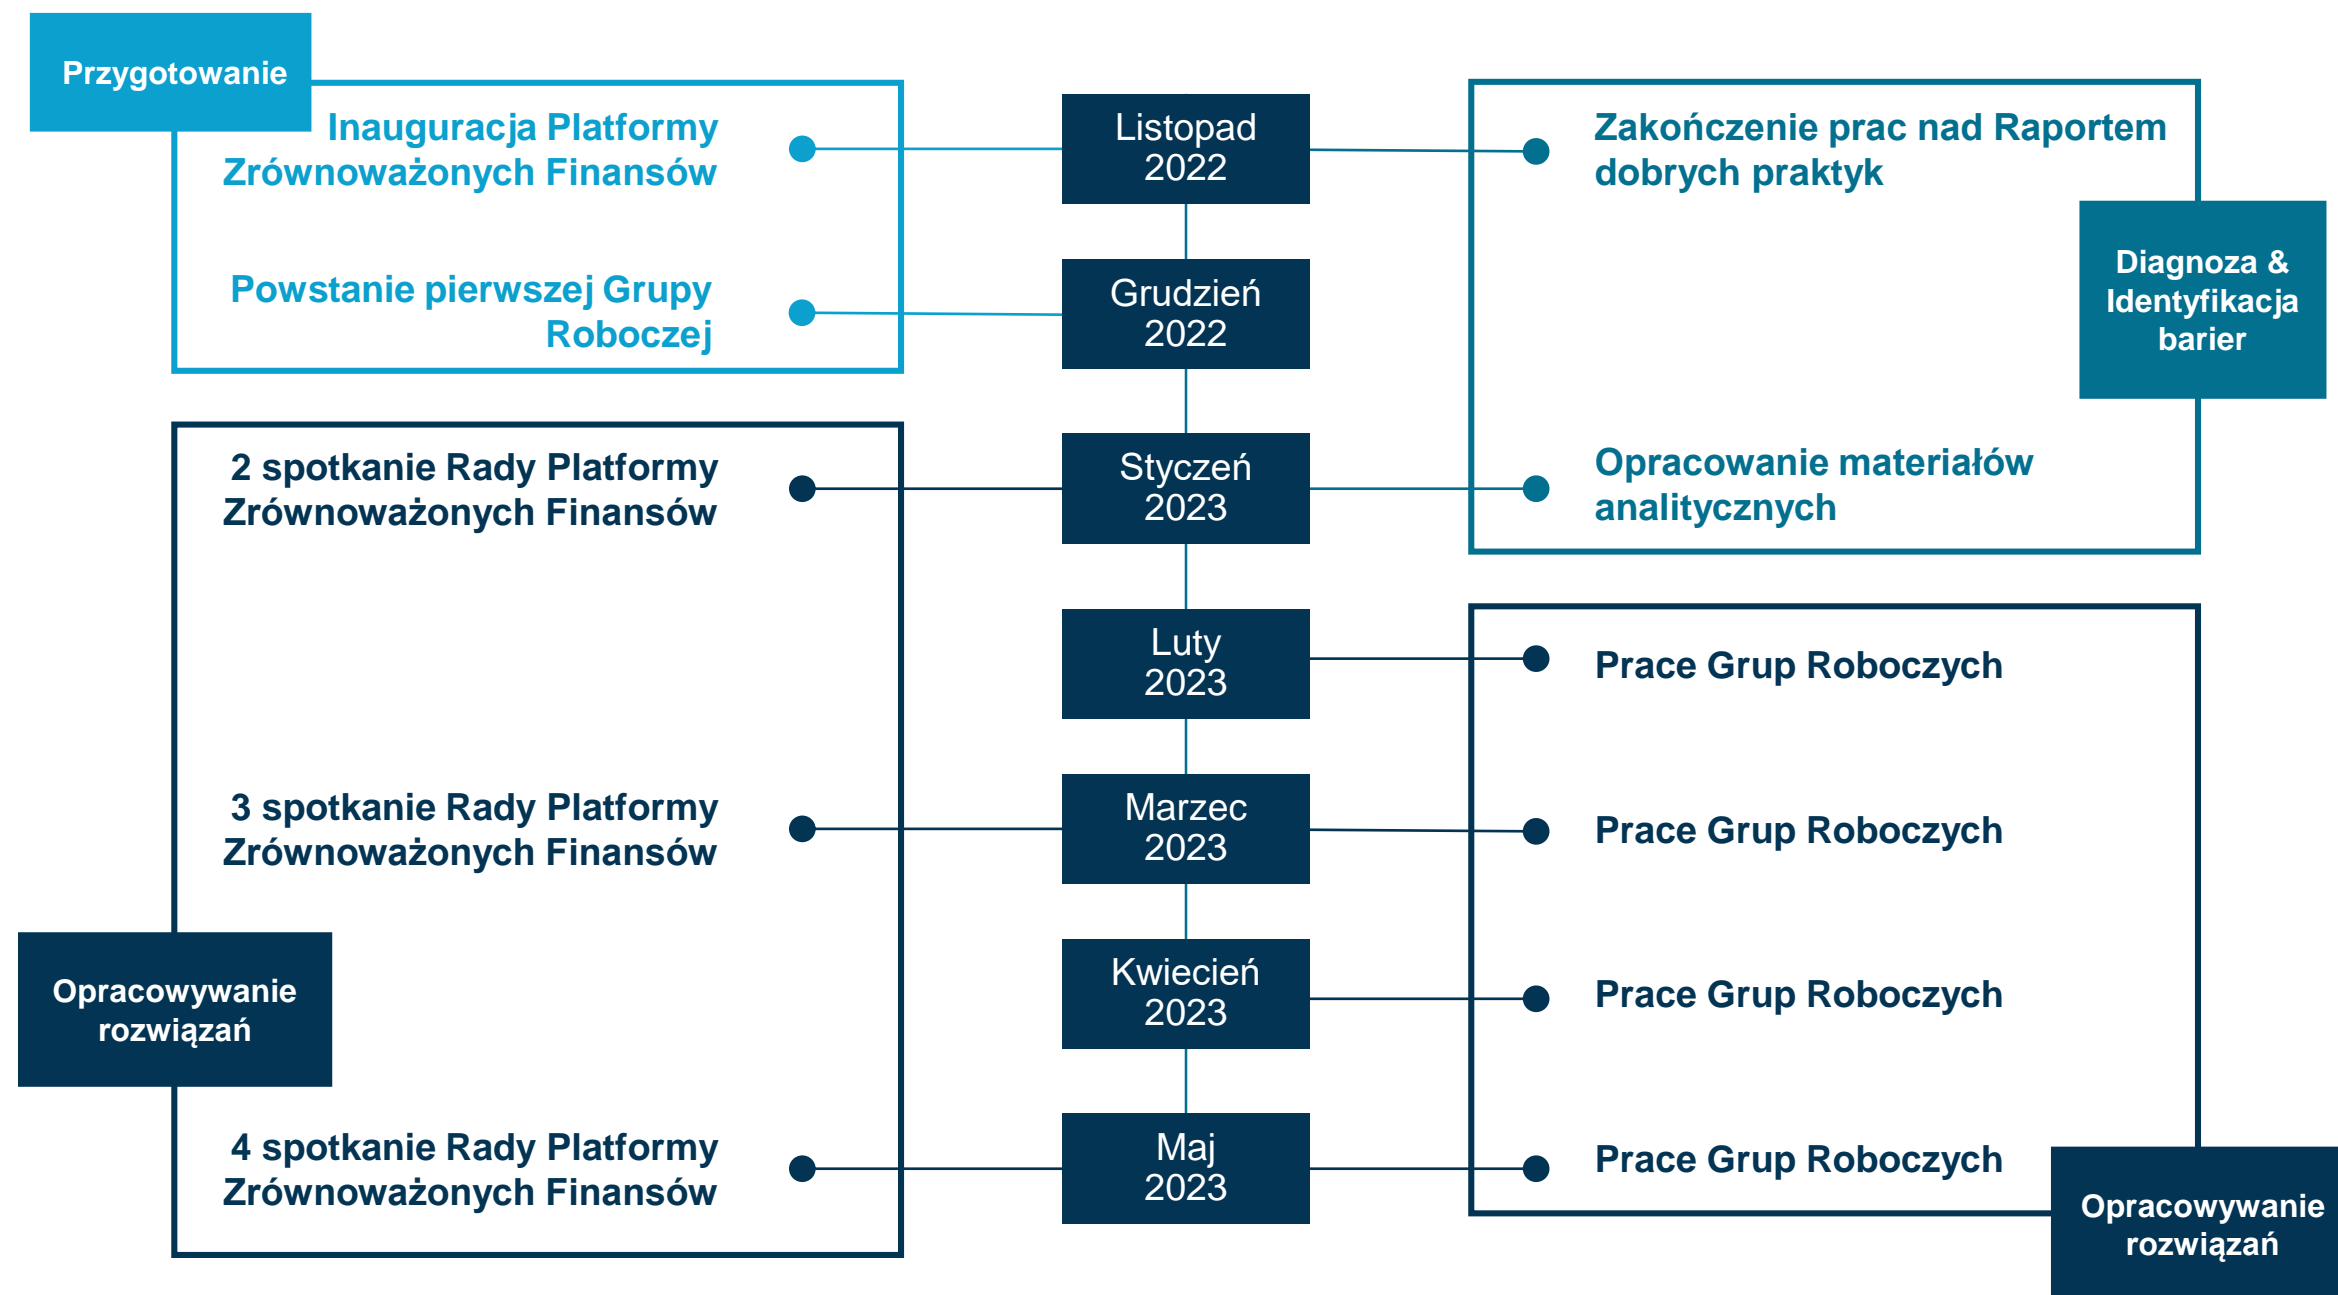 Przygotowanie
Inauguracja Platformy
Zrównoważonych Finansów
Listopad
2022
Zakończenie prac nad Raportem
dobrych praktyk
Diagnoza &
Identyfikacja
barier
Powstanie pierwszej Grupy
Roboczej
Grudzień
2022
2 spotkanie Rady Platformy
Zrównoważonych Finansów
Styczeń
2023
Opracowanie materiałów
analitycznych
Luty
2023
Prace Grup Roboczych
3 spotkanie Rady Platformy
Zrównoważonych Finansów
Marzec
2023
Prace Grup Roboczych
Opracowywanie
rozwiązań
Kwiecień
2023
Prace Grup Roboczych
4 spotkanie Rady Platformy
Zrównoważonych Finansów
Maj
2023
Prace Grup Roboczych
Opracowywanie
rozwiązań